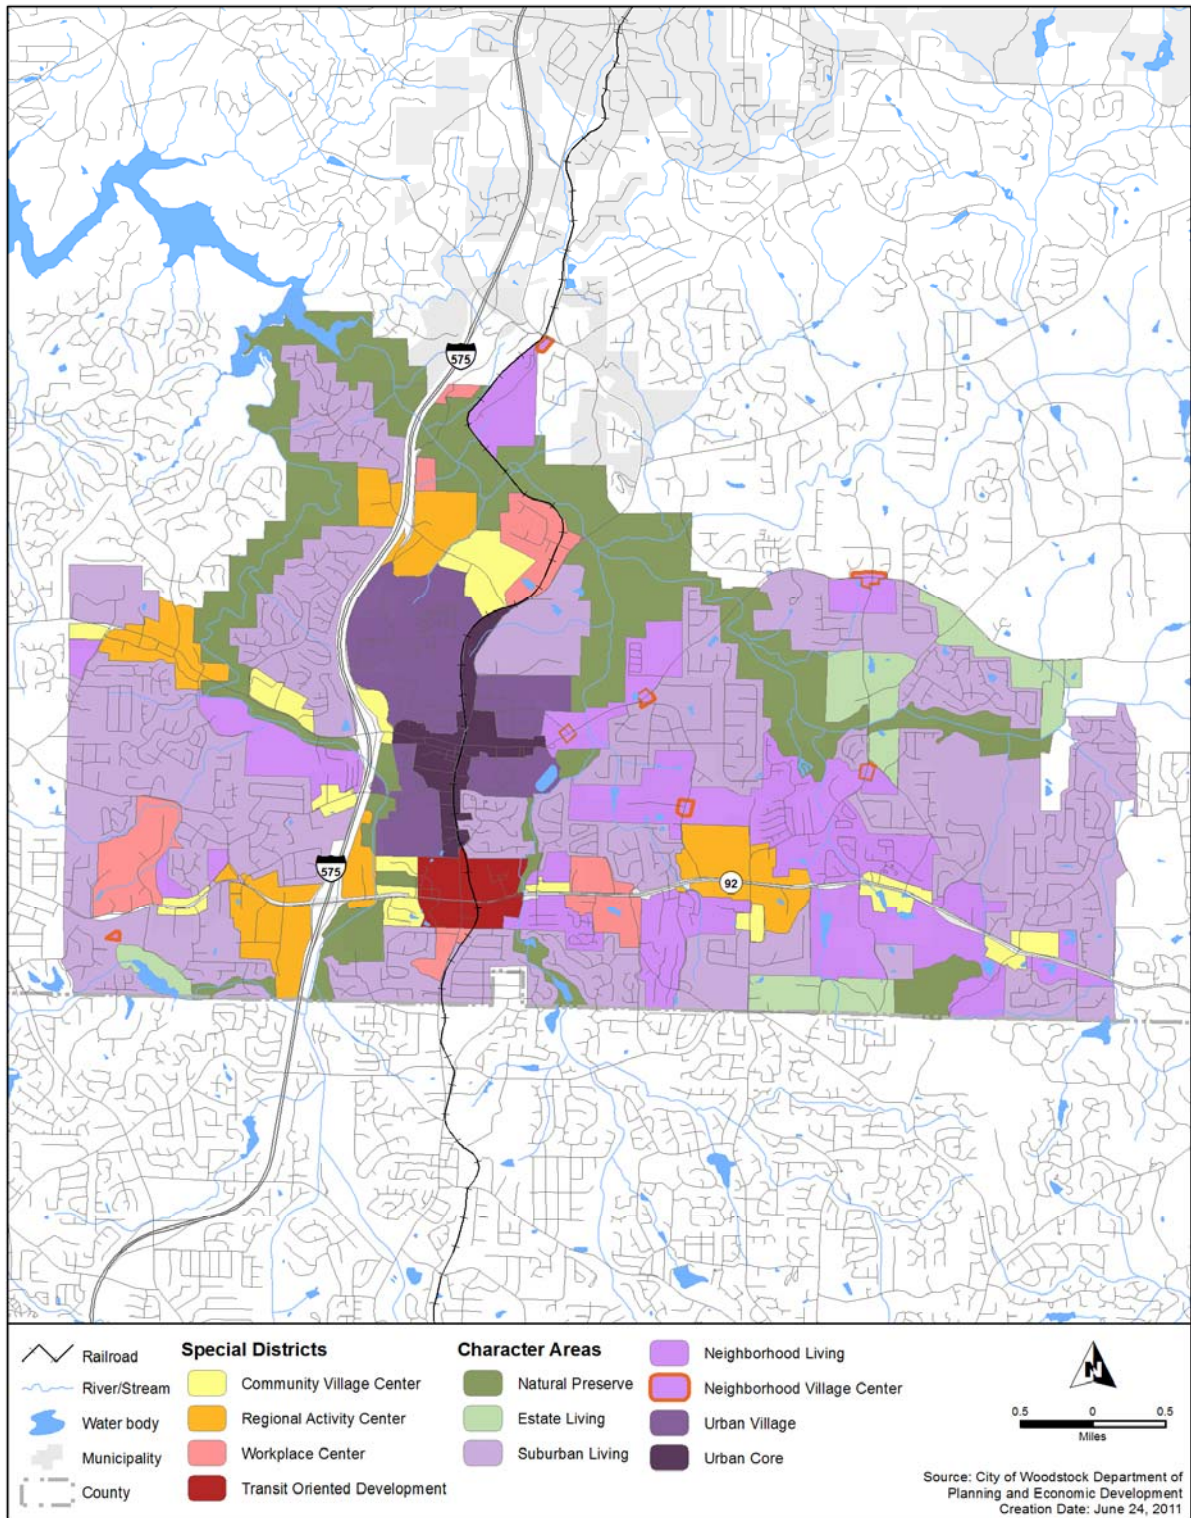 575
575
92
Railroad
River/Stream
Water body
Municipality
County
Special Districts
Community Village Center
Regional Activity Center
Workplace Center
Transit Oriented Development
Character Areas
Natural Preserve
Estate Living
Suburban Living
Neighborhood Living
Neighborhood Village Center
Urban Village
Urban Core
N
0.5 0 0.5
Miles
Source: City of Woodstock Department of
Planning and Economic Development
Creation Date: June 24, 2011